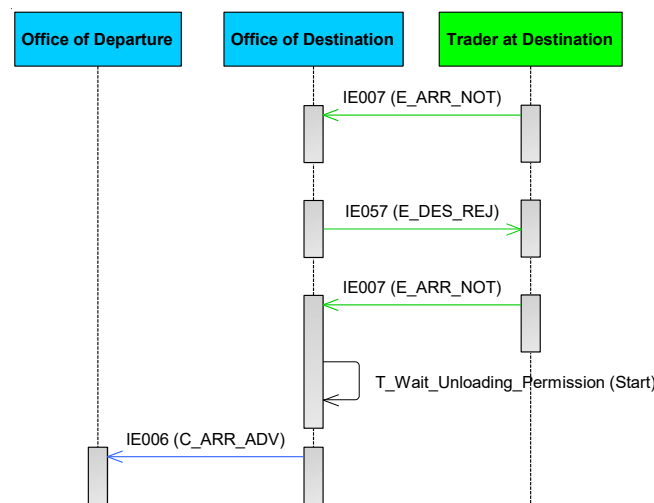 Office of Departure
Office of Destination
Trader at Destination
IE007 (E_ARR_NOT)
IE057 (E_DES_REJ)
IE007 (E_ARR_NOT)
T_Wait_Unloading_Permission (Start)
IE006 (C_ARR_ADV)